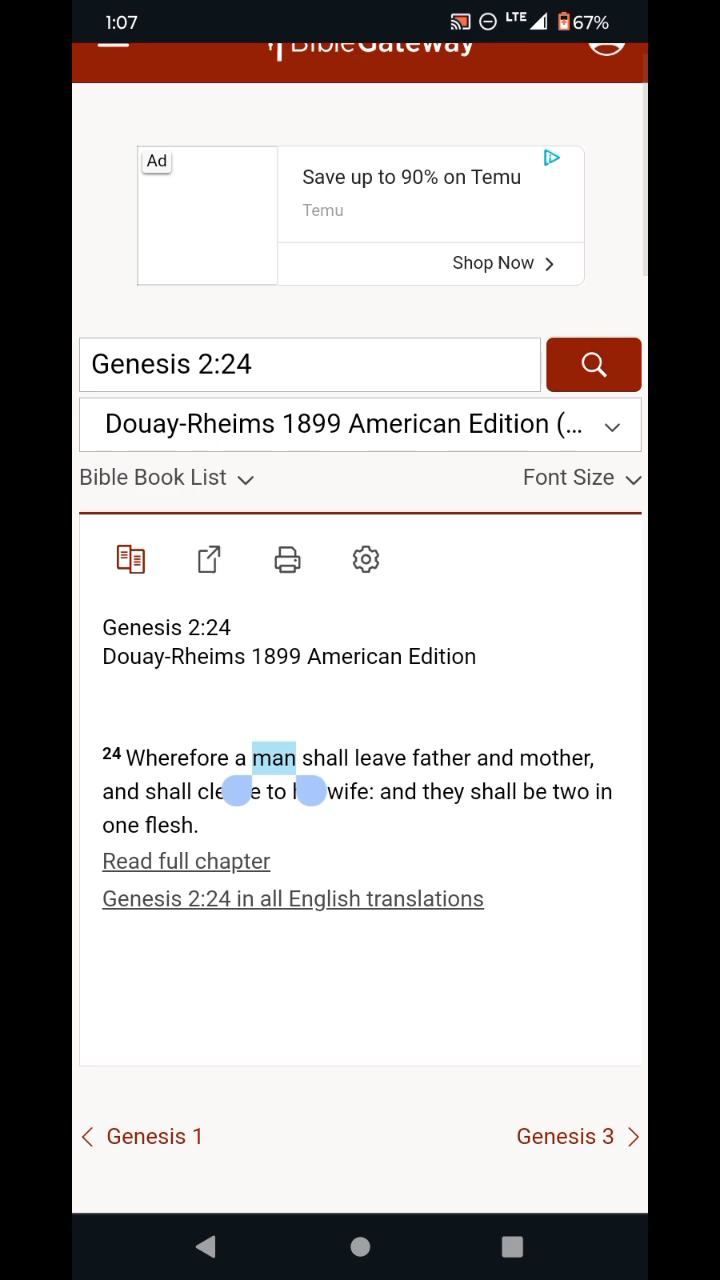 1:07 LTE 67%
BibleGateway
Ad
Save up to 90% on Temu
Temu
Shop Now
Genesis 2:24
Douay-Rheims 1899 American Edition (...
Bible Book List Font Size
Genesis 2:24
Douay-Rheims 1899 American Edition
24 Wherefore a man shall leave father and mother,
and shall to wife: and they shall be two in
one flesh.
Read full chapter
Genesis 2:24 in all English translations
Genesis 1 Genesis 3